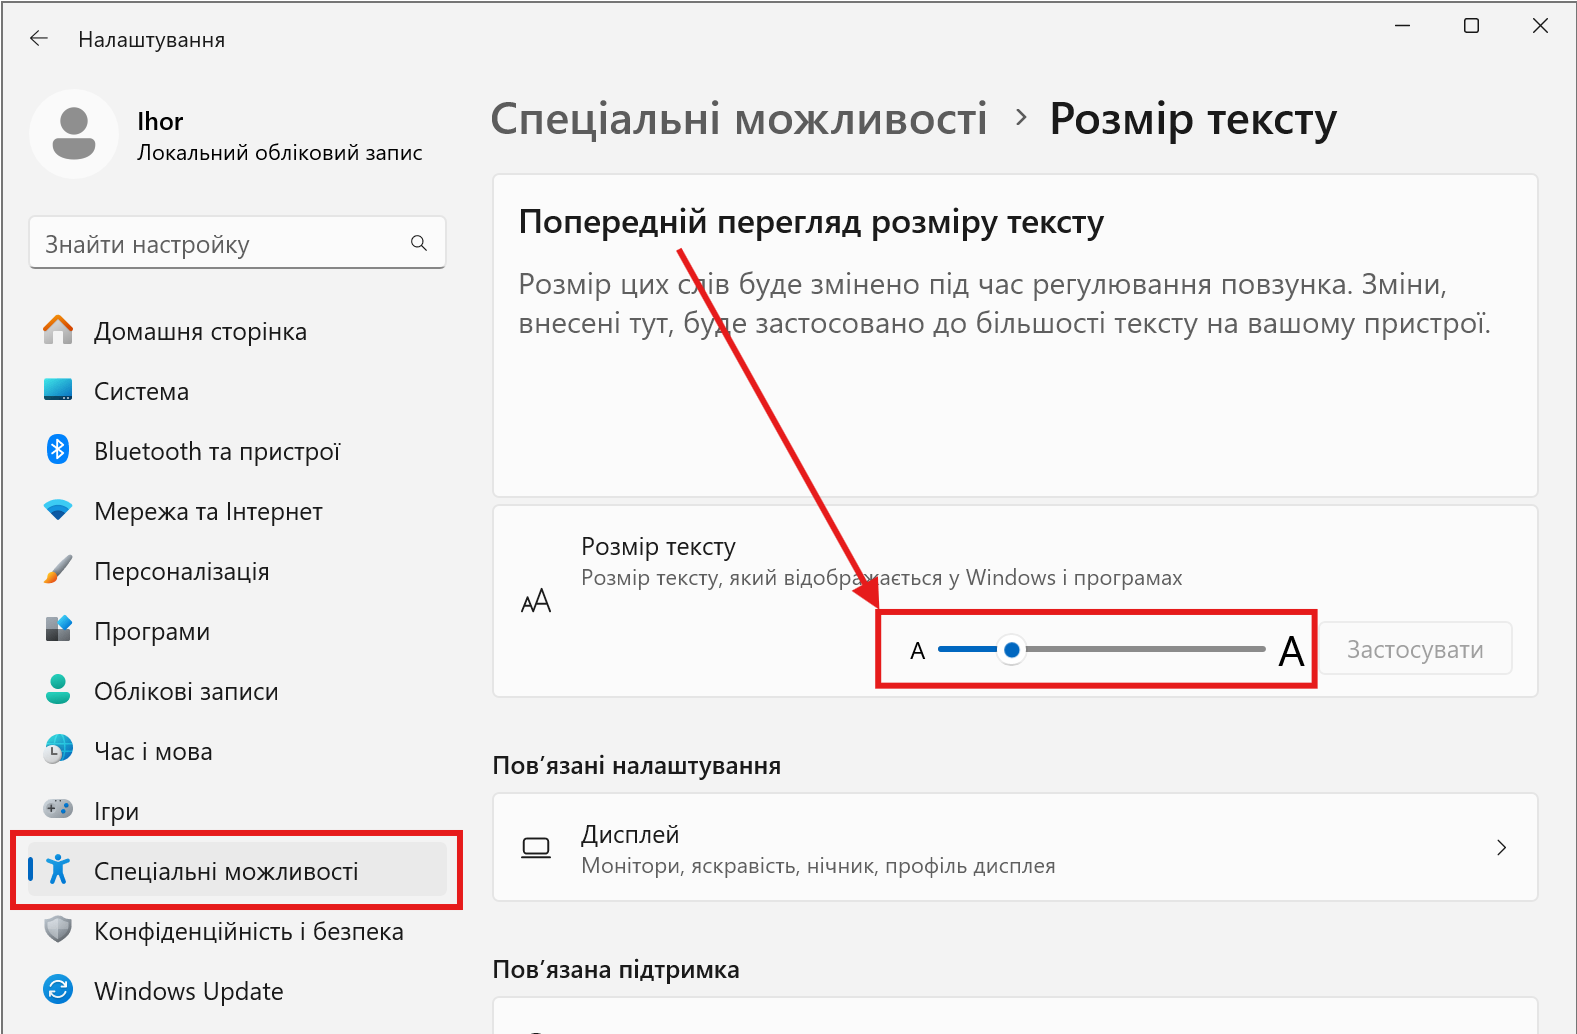 Налаштування
Ihor
Локальний обліковий запис
Знайти настройку
Домашня сторінка
Система
Bluetooth та пристрої
Мережа та Інтернет
Персоналізація
Програми
Облікові записи
Час і мова
Ігри
Спеціальні можливості
Конфіденційність і безпека
Windows Update
Спеціальні можливості > Розмір тексту
Попередній перегляд розміру тексту
Розмір цих слів буде змінено під час регулювання повзунка. Зміни,
внесені тут, буде застосовано до більшості тексту на вашому пристрої.
Розмір тексту
Розмір тексту, який відображається у Windows і програмах
A A Застосувати
Пов’язані налаштування
Дисплей
Монітори, яскравість, нічник, профіль дисплея
Пов’язана підтримка